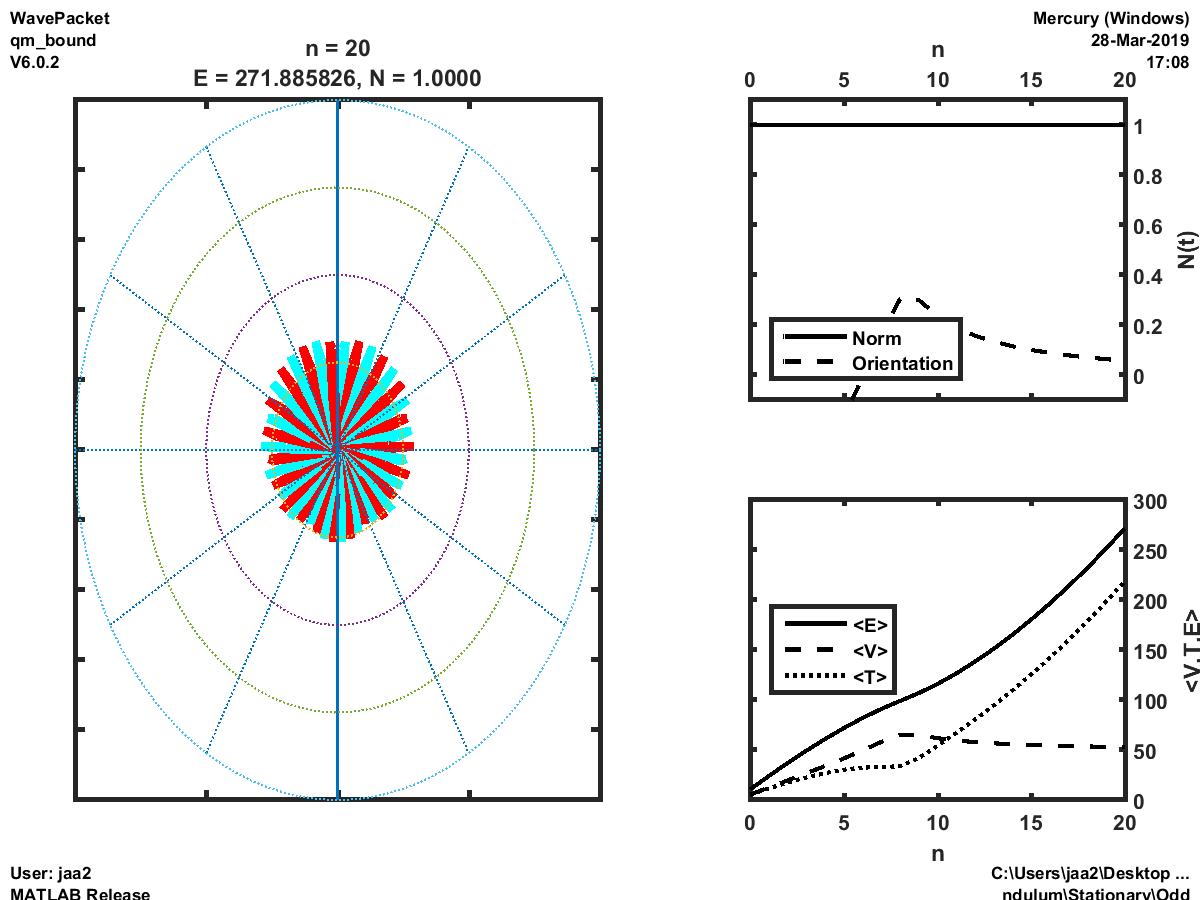 WavePacket
qm_bound
V6.0.2
Mercury (Windows)
28-Mar-2019
17:08
n = 20
E = 271.885826, N = 1.0000
n
0 5 10 15 20
1
0.8
0.6
0.4
0.2
0
N(t)
Norm
Orientation
300
250
200
150
100
50
0
<V,T,E>
<E>
<V>
<T>
0 5 10 15 20
n
User: jaa2
MATLAB Release
C:\Users\jaa2\Desktop ...
ndulum\Stationary\Odd